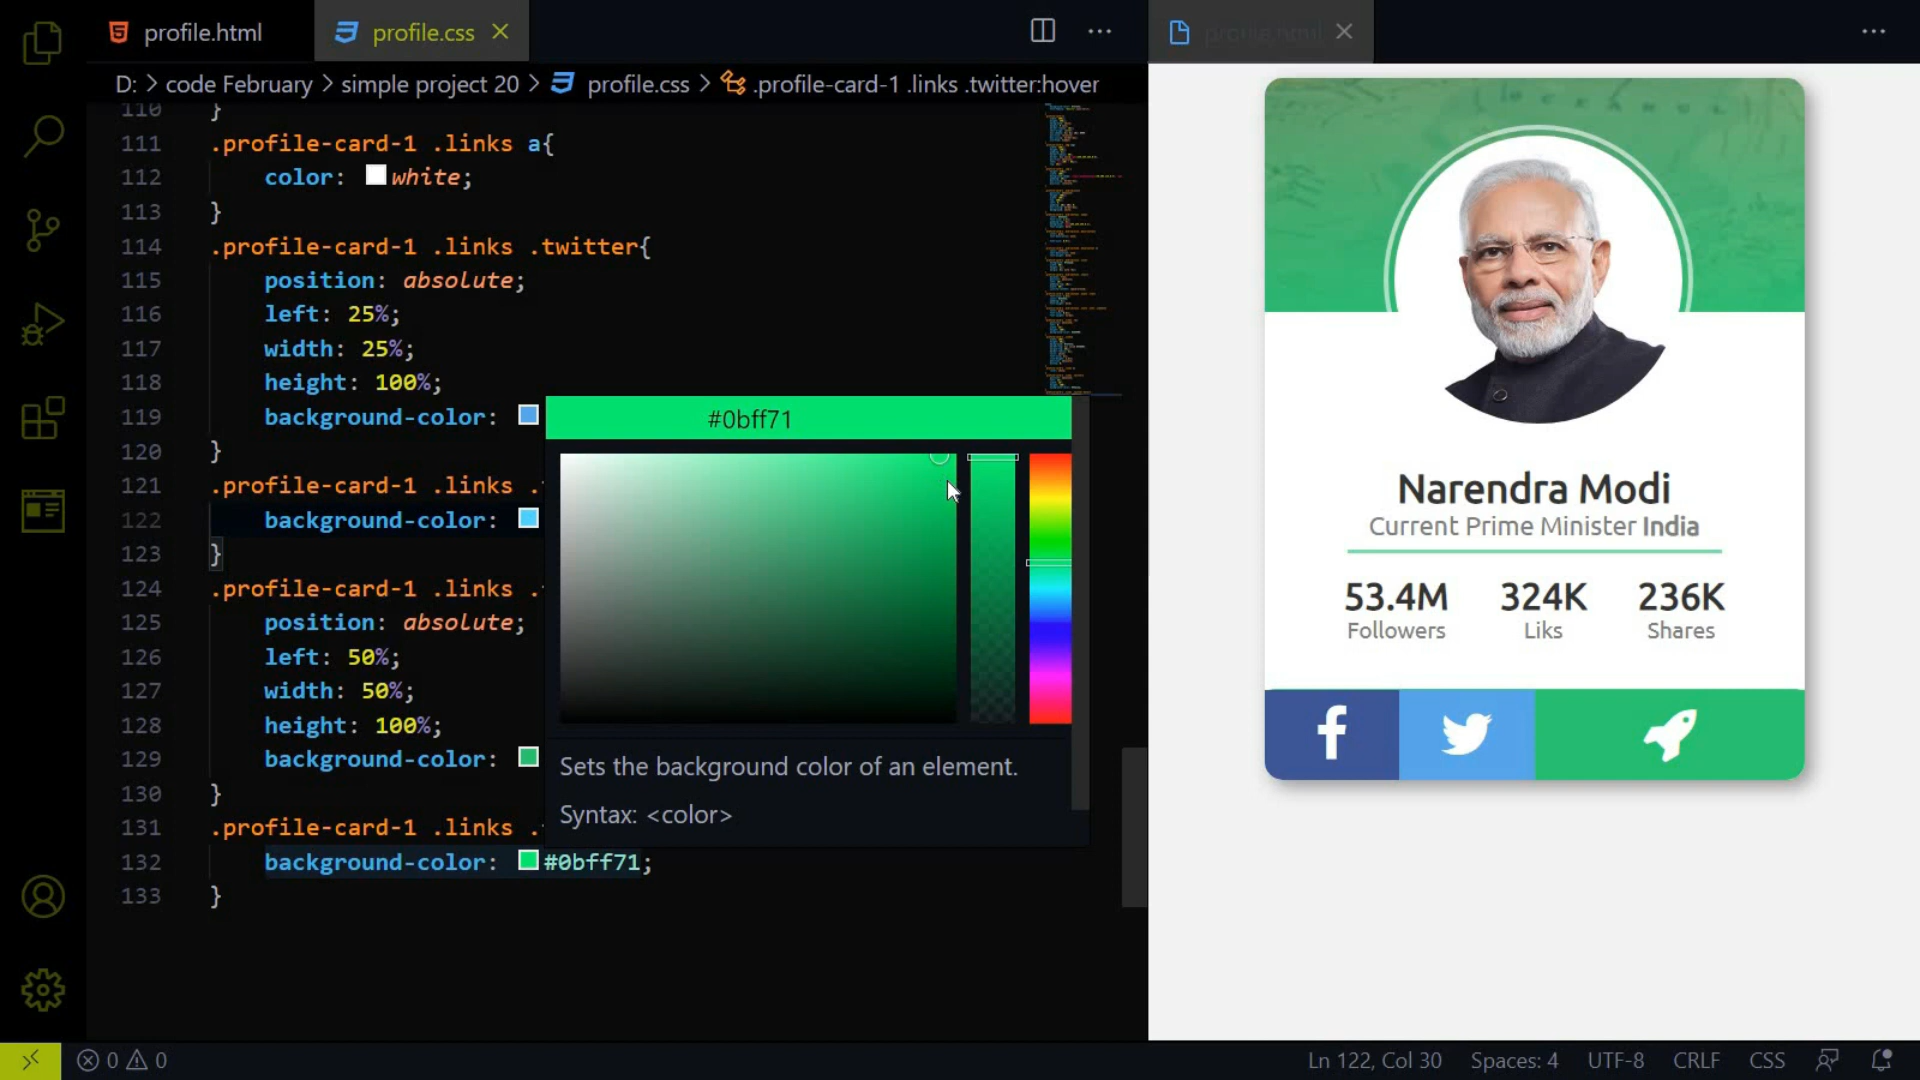 profile.html
profile.css
D: > code February > simple project 20 > profile.css > .profile-card-1 .links .twitter:hover
110 }
111 .profile-card-1 .links a{
112 color: white;
113 }
114 .profile-card-1 .links .twitter{
115 position: absolute;
116 left: 25%;
117 width: 25%;
118 height: 100%;
119 background-color:
120 }
121 .profile-card-1 .links .
122 background-color:
123 }
124 .profile-card-1 .links .
125 position: absolute;
126 left: 50%;
127 width: 50%;
128 height: 100%;
129 background-color:
130 }
131 .profile-card-1 .links .
132 background-color: #0bff71;
133 }
#0bff71
Sets the background color of an element.
Syntax: <color>
profile.html
Narendra Modi
Current Prime Minister India
53.4M 324K 236K
Followers Liks Shares
0 0
Ln 122, Col 30 Spaces: 4 UTF-8 CRLF CSS